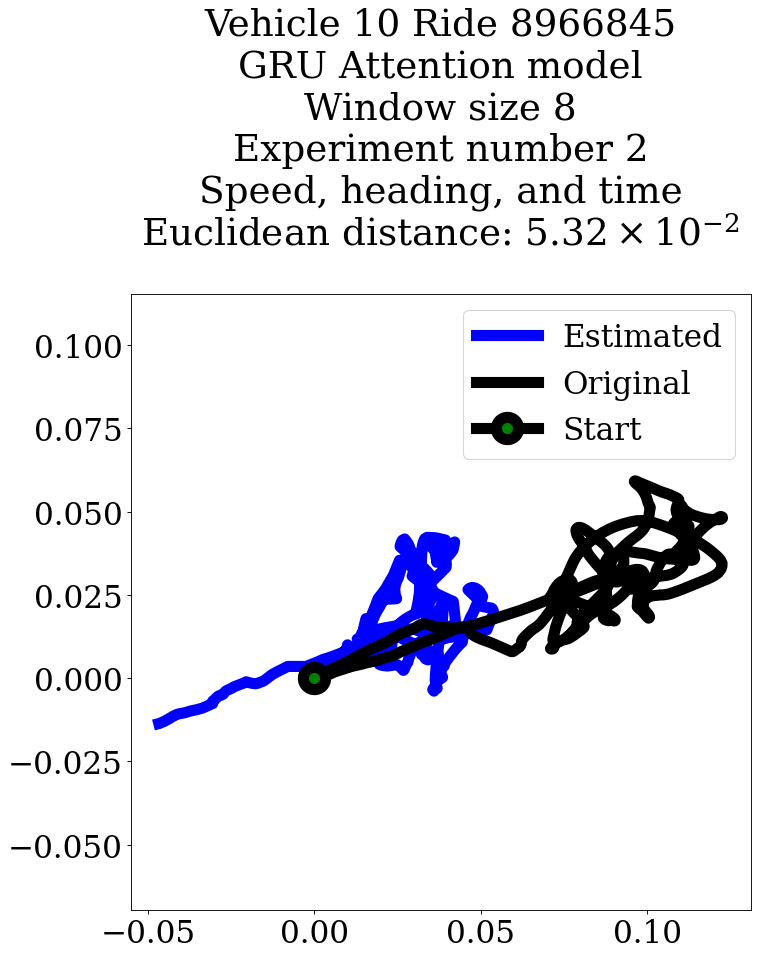 Vehicle 10 Ride 8966845
GRU Attention model
Window size 8
Experiment number 2
Speed, heading, and time
Euclidean distance: 5.32 × 10⁻²
Estimated
Original
Start
0.100
0.075
0.050
0.025
0.000
−0.025
−0.050
−0.05 0.00 0.05 0.10